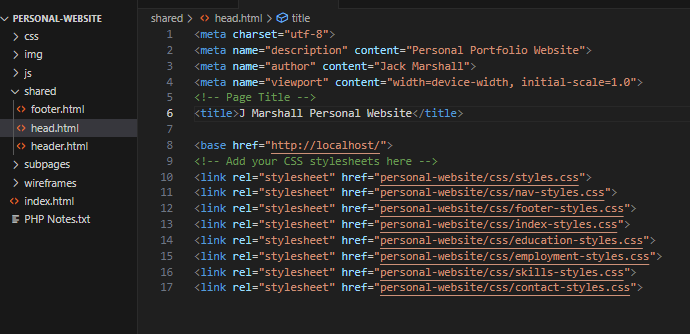 PERSONAL-WEBSITE
css
img
js
shared
footer.html
head.html
header.html
subpages
wireframes
index.html
PHP Notes.txt
shared > head.html > title
1 <meta charset="utf-8">
2 <meta name="description" content="Personal Portfolio Website">
3 <meta name="author" content="Jack Marshall">
4 <meta name="viewport" content="width=device-width, initial-scale=1.0">
5 <!-- Page Title -->
6 <title>J Marshall Personal Website</title>
7
8 <base href="http://localhost/">
9 <!-- Add your CSS stylesheets here -->
10 <link rel="stylesheet" href="personal-website/css/styles.css">
11 <link rel="stylesheet" href="personal-website/css/nav-styles.css">
12 <link rel="stylesheet" href="personal-website/css/footer-styles.css">
13 <link rel="stylesheet" href="personal-website/css/index-styles.css">
14 <link rel="stylesheet" href="personal-website/css/education-styles.css">
15 <link rel="stylesheet" href="personal-website/css/employment-styles.css">
16 <link rel="stylesheet" href="personal-website/css/skills-styles.css">
17 <link rel="stylesheet" href="personal-website/css/contact-styles.css">